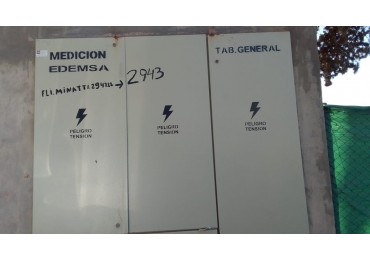 MEDICION
EDEMSA
2943
PELIGRO
TENSION
PELIGRO
TENSION
TAB.GENERAL
PELIGRO
TENSION